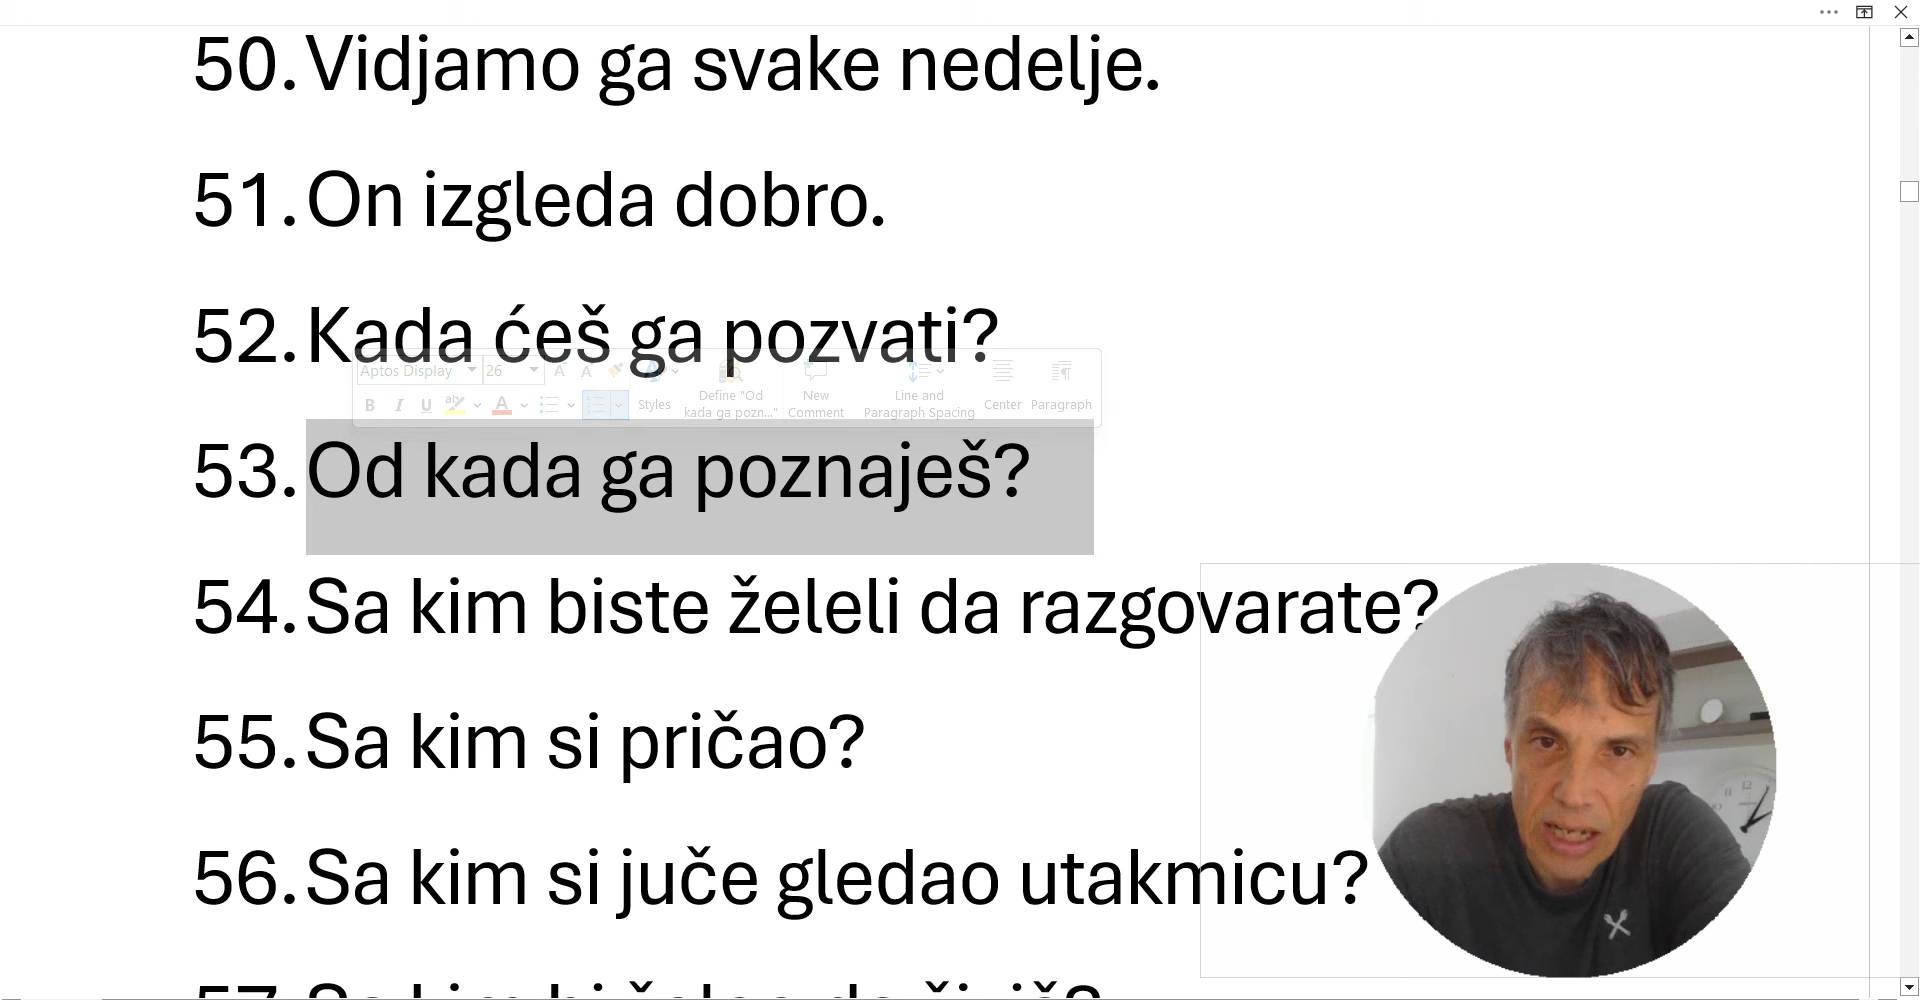 50. Vidjamo ga svake nedelje.
51. On izgleda dobro.
52. Kada ćeš ga pozvati?
Aptos Display 26
B I U Styles Define "Od kada ga pozn..." New Comment Line and Paragraph Spacing Center Paragraph
53. Od kada ga poznaješ?
54. Sa kim biste želeli da razgovarate?
55. Sa kim si pričao?
56. Sa kim si juče gledao utakmicu?